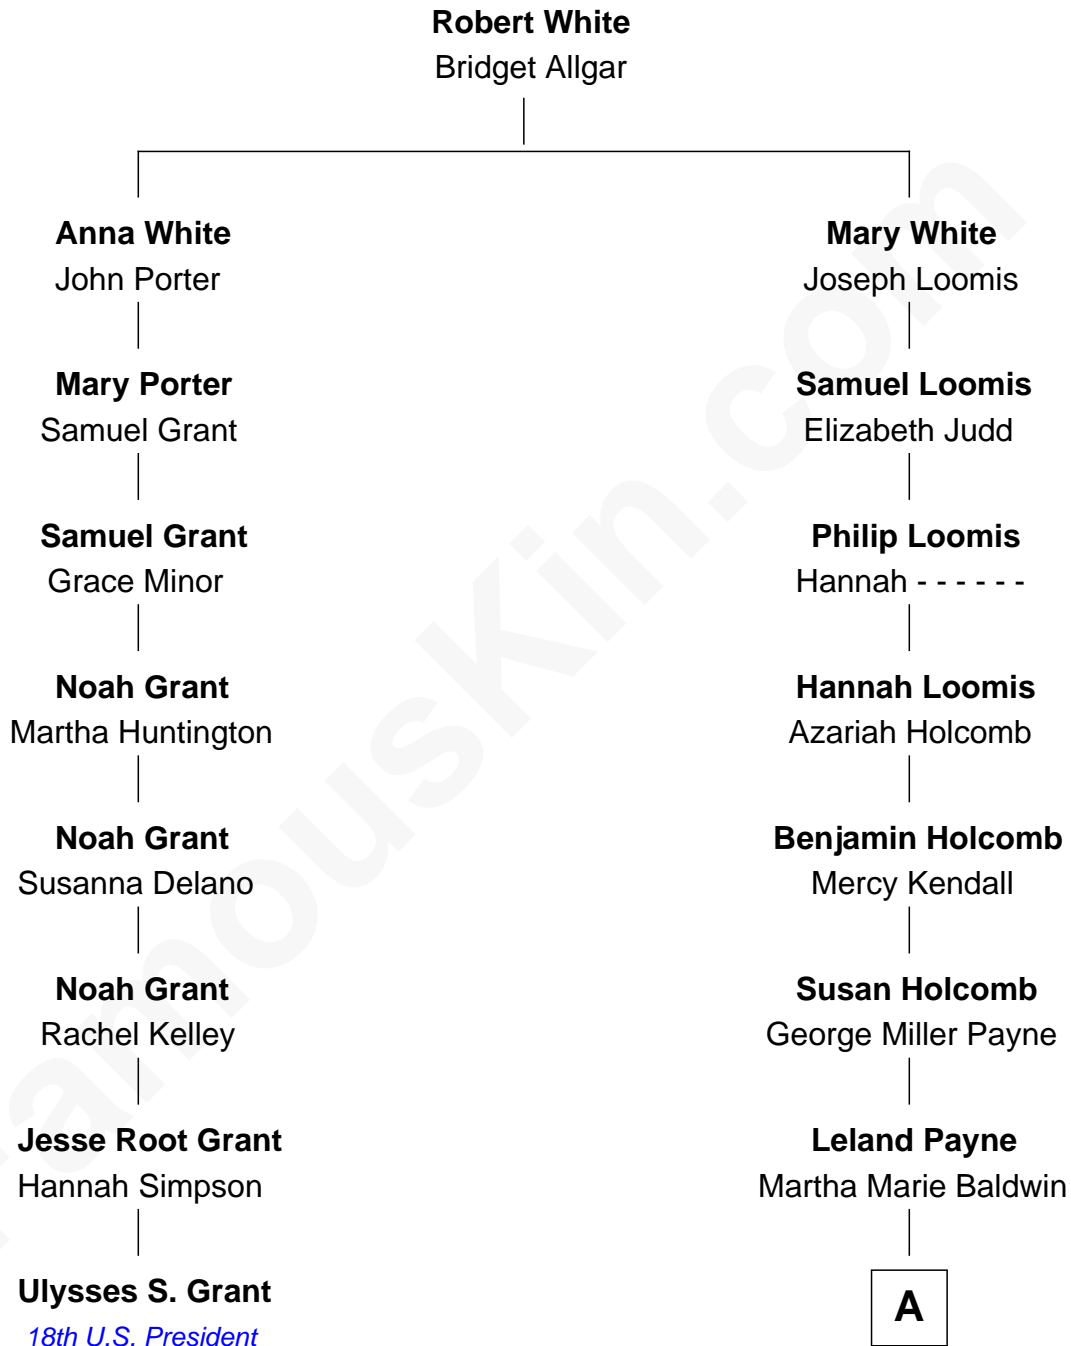 Robert White
Bridget Allgar
Anna White
John Porter
Mary White
Joseph Loomis
Mary Porter
Samuel Grant
Samuel Loomis
Elizabeth Judd
Samuel Grant
Grace Minor
Philip Loomis
Hannah - - - - - -
Noah Grant
Martha Huntington
Hannah Loomis
Azariah Holcomb
Noah Grant
Susanna Delano
Benjamin Holcomb
Mercy Kendall
Noah Grant
Rachel Kelley
Susan Holcomb
George Miller Payne
Jesse Root Grant
Hannah Simpson
Leland Payne
Martha Marie Baldwin
Ulysses S. Grant
18th U.S. President
A
FamousKin.com